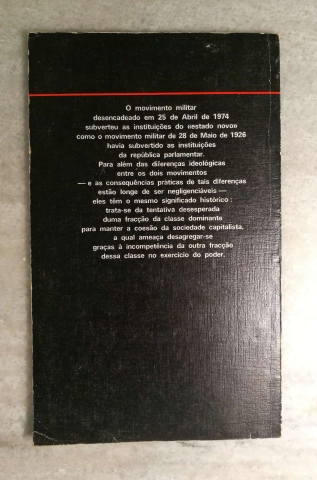 O movimento militar
desencadeado em 25 de Abril de 1974
subverteu as instituições do «estado novo»
como o movimento militar de 28 de Maio de 1926
havia subvertido as instituições
da república parlamentar.
Para além das diferenças ideológicas
entre os dois movimentos
— e as consequências práticas de tais diferenças
estão longe de ser negligenciáveis —
eles têm o mesmo significado histórico:
trata-se da tentativa desesperada
duma fracção da classe dominante
para manter a coesão da sociedade capitalista,
a qual ameaça desagregar-se
graças à incompetência da outra fracção
dessa classe no exercício do poder.